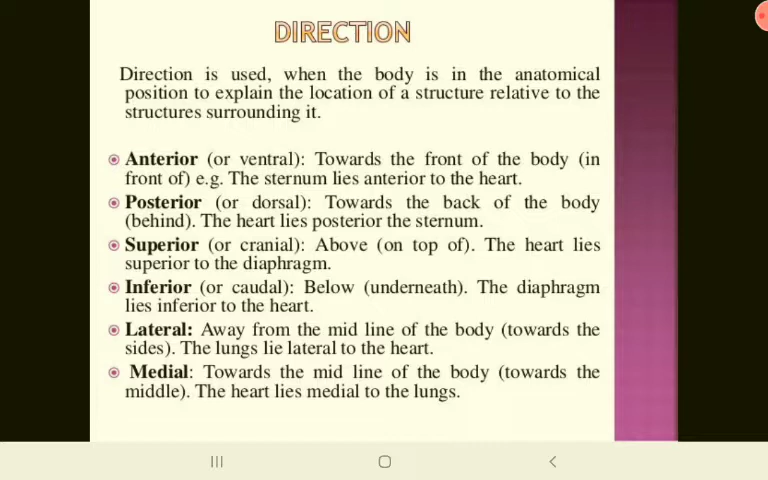 DIRECTION
Direction is used, when the body is in the anatomical
position to explain the location of a structure relative to the
structures surrounding it.
Anterior (or ventral): Towards the front of the body (in
front of) e.g. The sternum lies anterior to the heart.
Posterior (or dorsal): Towards the back of the body
(behind). The heart lies posterior the sternum.
Superior (or cranial): Above (on top of). The heart lies
superior to the diaphragm.
Inferior (or caudal): Below (underneath). The diaphragm
lies inferior to the heart.
Lateral: Away from the mid line of the body (towards the
sides). The lungs lie lateral to the heart.
Medial: Towards the mid line of the body (towards the
middle). The heart lies medial to the lungs.